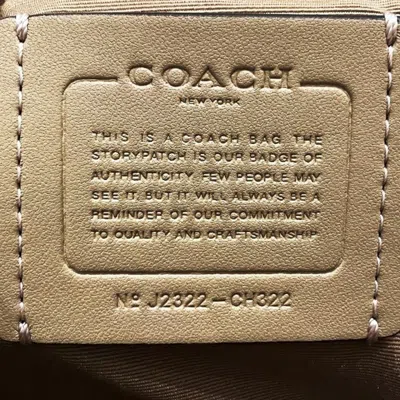 COACH
NEW YORK
THIS IS A COACH BAG. THE
STORYPATCH IS OUR BADGE OF
AUTHENTICITY. FEW PEOPLE MAY
SEE IT, BUT IT WILL ALWAYS BE A
REMINDER OF OUR COMMITMENT
TO QUALITY AND CRAFTSMANSHIP.
Nº J2322-CH322